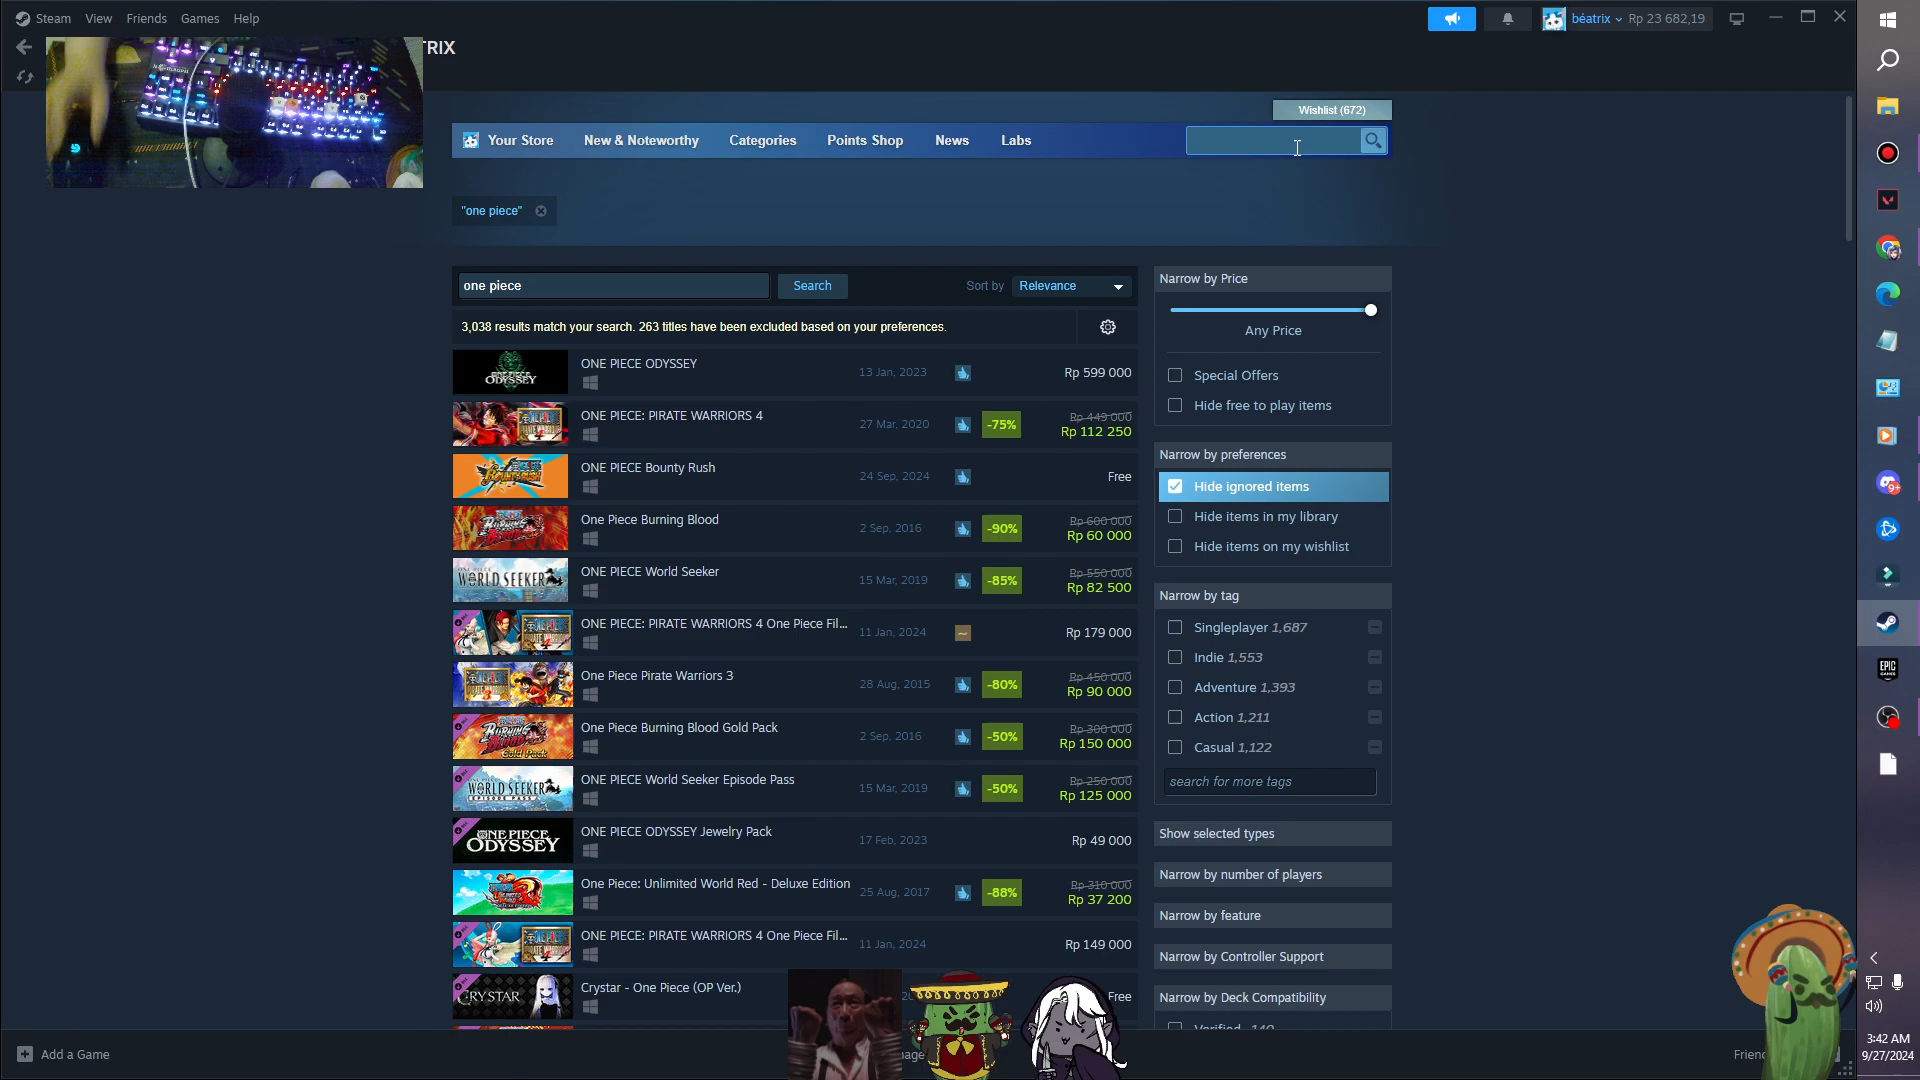 Steam View Friends Games Help
béatrix Rp 23 682,19
TRIX
Wishlist (672)
Your Store New & Noteworthy Categories Points Shop News Labs
"one piece"
one piece Search Sort by Relevance
3,038 results match your search. 263 titles have been excluded based on your preferences.
ONE PIECE ODYSSEY 13 Jan, 2023 Rp 599 000
ONE PIECE: PIRATE WARRIORS 4 27 Mar, 2020 -75% Rp 449 000 Rp 112 250
ONE PIECE Bounty Rush 24 Sep, 2024 Free
One Piece Burning Blood 2 Sep, 2016 -90% Rp 600 000 Rp 60 000
ONE PIECE World Seeker 15 Mar, 2019 -85% Rp 550 000 Rp 82 500
ONE PIECE: PIRATE WARRIORS 4 One Piece Fil... 11 Jan, 2024 Rp 179 000
One Piece Pirate Warriors 3 28 Aug, 2015 -80% Rp 450 000 Rp 90 000
One Piece Burning Blood Gold Pack 2 Sep, 2016 -50% Rp 300 000 Rp 150 000
ONE PIECE World Seeker Episode Pass 15 Mar, 2019 -50% Rp 250 000 Rp 125 000
ONE PIECE ODYSSEY Jewelry Pack 17 Feb, 2023 Rp 49 000
One Piece: Unlimited World Red - Deluxe Edition 25 Aug, 2017 -88% Rp 310 000 Rp 37 200
ONE PIECE: PIRATE WARRIORS 4 One Piece Fil... 11 Jan, 2024 Rp 149 000
Crystar - One Piece (OP Ver.) Free
Narrow by Price
Any Price
Special Offers
Hide free to play items
Narrow by preferences
Hide ignored items
Hide items in my library
Hide items on my wishlist
Narrow by tag
Singleplayer 1,687
Indie 1,553
Adventure 1,393
Action 1,211
Casual 1,122
search for more tags
Show selected types
Narrow by number of players
Narrow by feature
Narrow by Controller Support
Narrow by Deck Compatibility
Verified 140
Add a Game
Friend
3:42 AM
9/27/2024